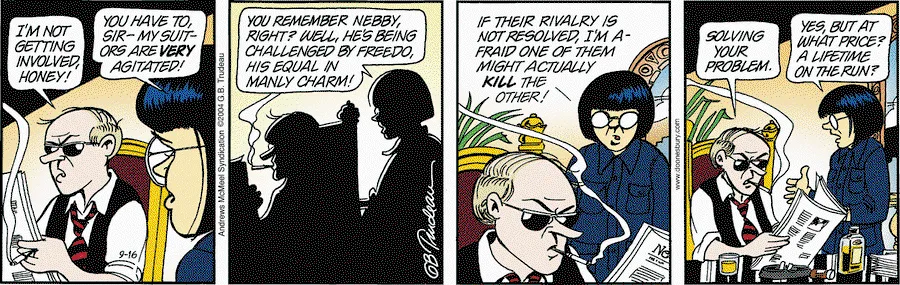 I'M NOT
GETTING
INVOLVED,
HONEY!
YOU HAVE TO,
SIR— MY SUIT-
ORS ARE VERY
AGITATED!
9-16
Andrews McMeel Syndication ©2004 G.B. Trudeau
YOU REMEMBER NEBBY,
RIGHT? WELL, HE'S BEING
CHALLENGED BY FREEDO,
HIS EQUAL IN
MANLY CHARM!
©GB Trudeau
IF THEIR RIVALRY IS
NOT RESOLVED, I'M A-
FRAID ONE OF THEM
MIGHT ACTUALLY
KILL THE
OTHER!
www.doonesbury.com
SOLVING
YOUR
PROBLEM.
YES, BUT AT
WHAT PRICE?
A LIFETIME
ON THE RUN?